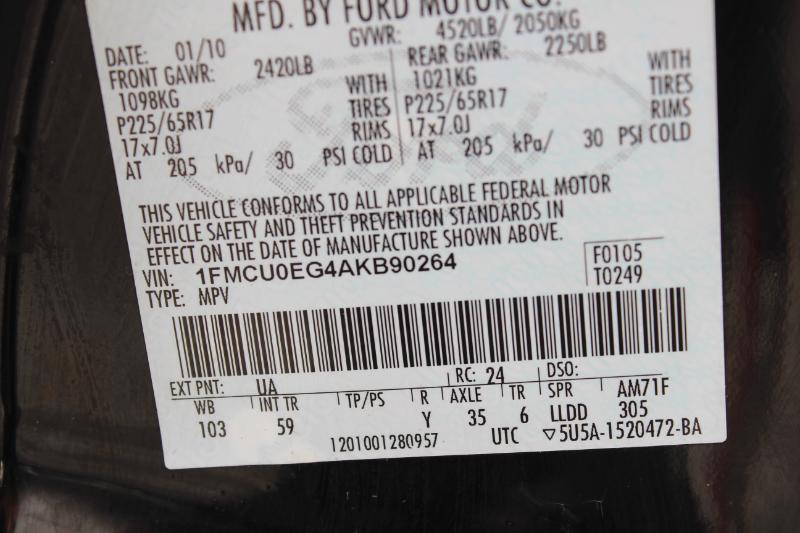 MFD. BY FORD MOTOR CO.
DATE: 01/10 GVWR: 4520LB/ 2050KG
FRONT GAWR: 2420LB REAR GAWR: 2250LB
1098KG WITH 1021KG WITH
P225/65R17 TIRES P225/65R17 TIRES
17x7.0J RIMS 17x7.0J RIMS
AT 205 kPa/ 30 PSI COLD AT 205 kPa/ 30 PSI COLD
THIS VEHICLE CONFORMS TO ALL APPLICABLE FEDERAL MOTOR
VEHICLE SAFETY AND THEFT PREVENTION STANDARDS IN
EFFECT ON THE DATE OF MANUFACTURE SHOWN ABOVE.
VIN: 1FMCU0EG4AKB90264 F0105
TYPE: MPV T0249
EXT PNT: UA RC: 24 DSO:
WB INT TR TP/PS R AXLE TR SPR AM71F
103 59 Y 35 6 LLDD 305
1201001280957 UTC ▽5U5A-1520472-BA